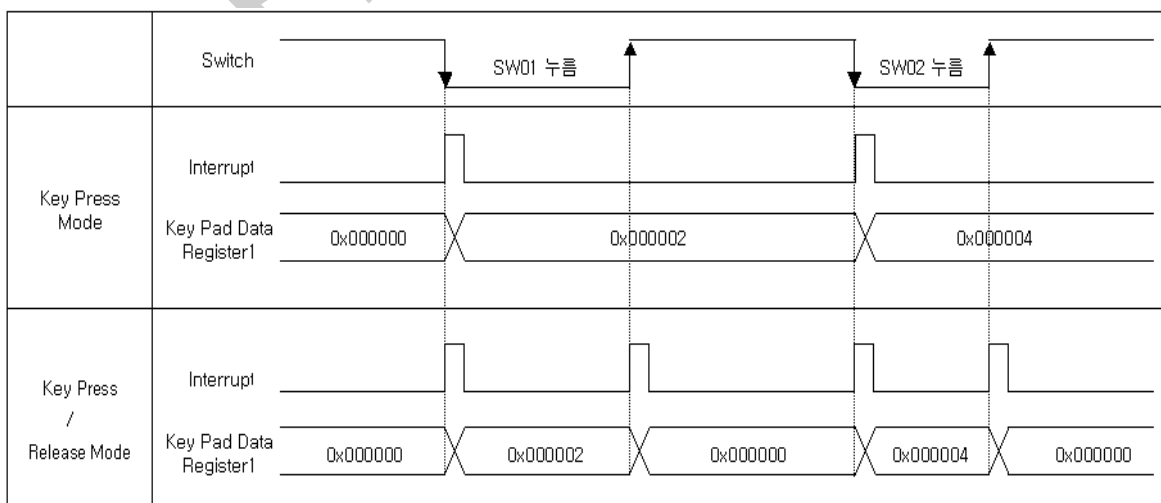 Switch
SW01 누름
SW02 누름
Key Press
Mode
Interrupt
Key Pad Data
Register1
0x000000
0x000002
0x000004
Key Press
/
Release Mode
Interrupt
Key Pad Data
Register1
0x000000
0x000002
0x000000
0x000004
0x000000